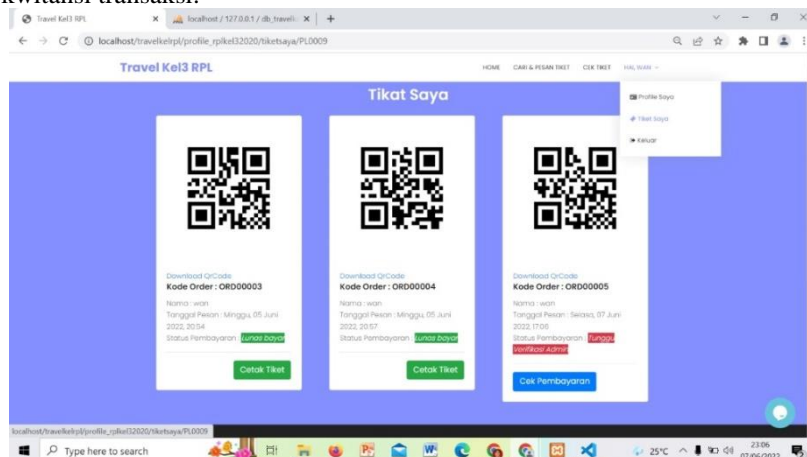 kwitansi transaksi.
Travel Kel3 RPL
localhost / 127.0.0.1 / db_traveli
localhost/travelkelrpl/profile_rplkel32020/tiketsaya/PL0009
Travel Kel3 RPL
HOME CARI & PESAN TIKET CEK TIKET HAI, WAN
Profile Saya
Tiket Saya
Keluar
Tikat Saya
Download QrCode
Kode Order : ORD00003
Nama : wan
Tanggal Pesan : Minggu, 05 Juni
2022, 20:34
Status Pembayaran : Lunas bayar
Cetak Tiket
Download QrCode
Kode Order : ORD00004
Nama : wan
Tanggal Pesan : Minggu, 05 Juni
2022, 20:57
Status Pembayaran : Lunas bayar
Cetak Tiket
Download QrCode
Kode Order : ORD00005
Nama : wan
Tanggal Pesan : Selasa, 07 Juni
2022, 17:06
Status Pembayaran : Tunggu
Verifikasi Admin
Cek Pembayaran
localhost/travelkelrpl/profile_rplkel32020/tiketsaya/PL0009
Type here to search
25°C
23:06
07/06/2022